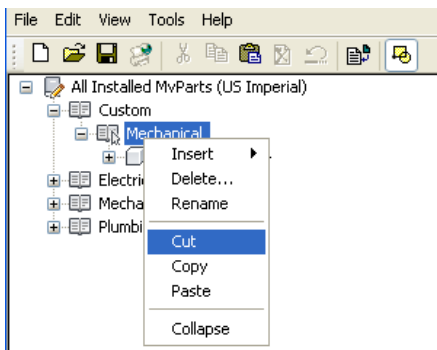 File Edit View Tools Help
All Installed MvParts (US Imperial)
Custom
Mechanical
Insert
Delete...
Rename
Cut
Copy
Paste
Collapse